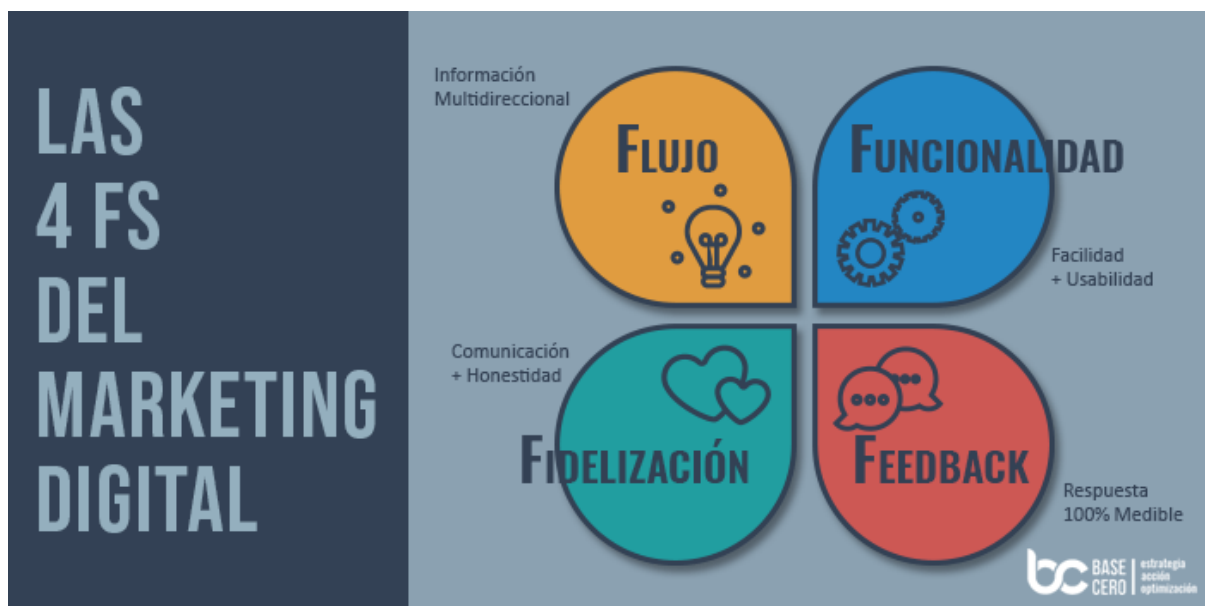 LAS
4 FS
DEL
MARKETING
DIGITAL
Información
Multidireccional
FLUJO
FUNCIONALIDAD
Facilidad
+ Usabilidad
Comunicación
+ Honestidad
FIDELIZACIÓN
FEEDBACK
Respuesta
100% Medible
bc
BASE
CERO
estrategia
acción
optimización